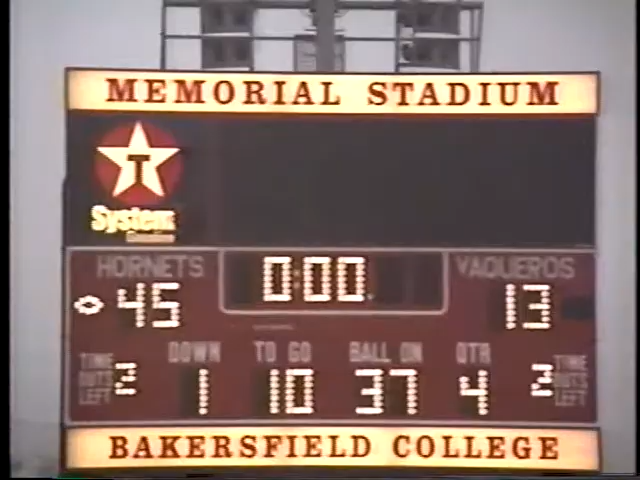 MEMORIAL STADIUM
T
System
HORNETS 0:00 VAQUEROS
45 13
DOWN TO GO BALL ON QTR
TIME OUTS LEFT 2 1 10 37 4 2 TIME OUTS LEFT
BAKERSFIELD COLLEGE